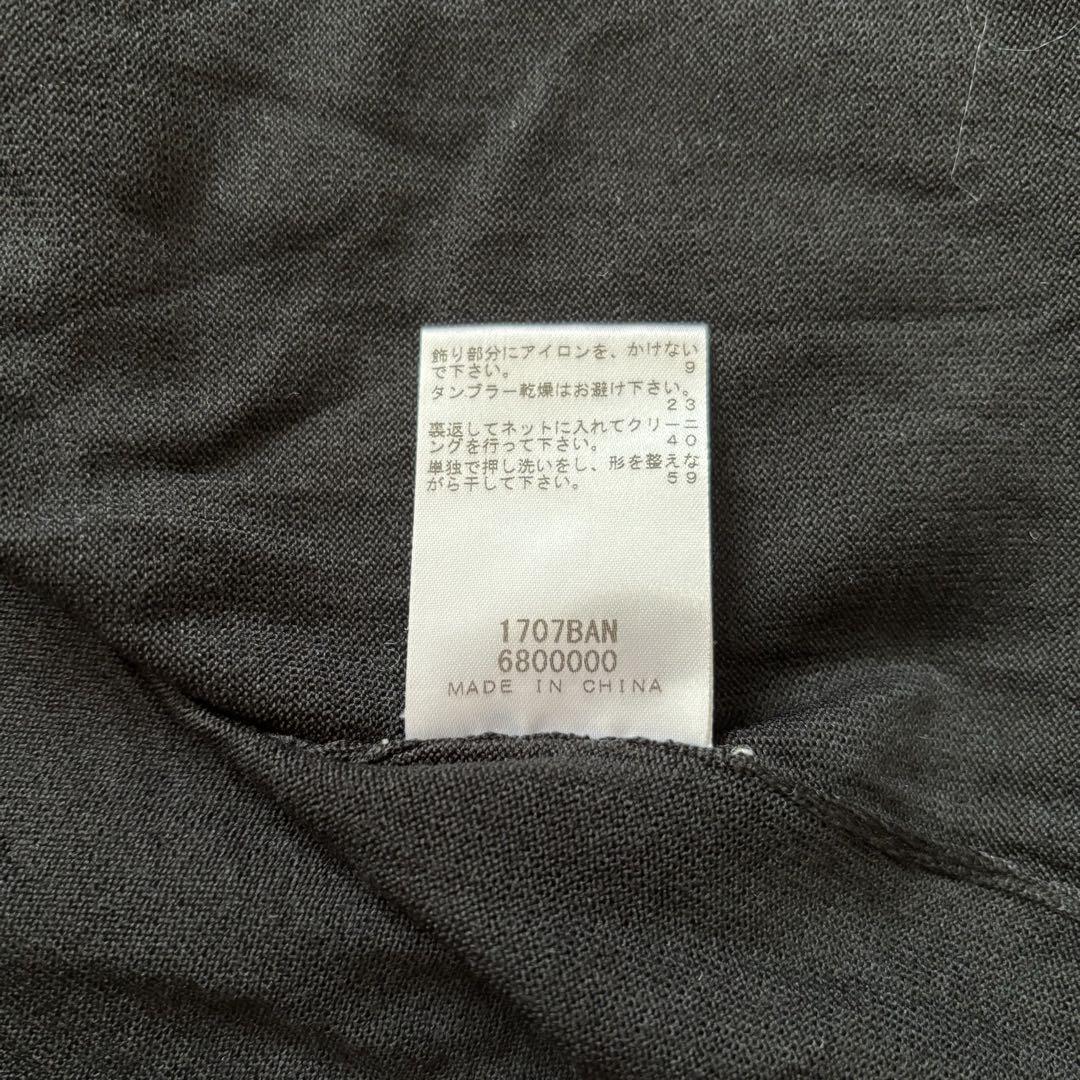 飾り部分にアイロンを、かけない
で下さい。 9
タンブラー乾燥はお避け下さい。
23
裏返してネットに入れてクリーニ
ングを行って下さい。 40
単独で押し洗いをし、形を整えな
がら干して下さい。 59
1707BAN
6800000
MADE IN CHINA